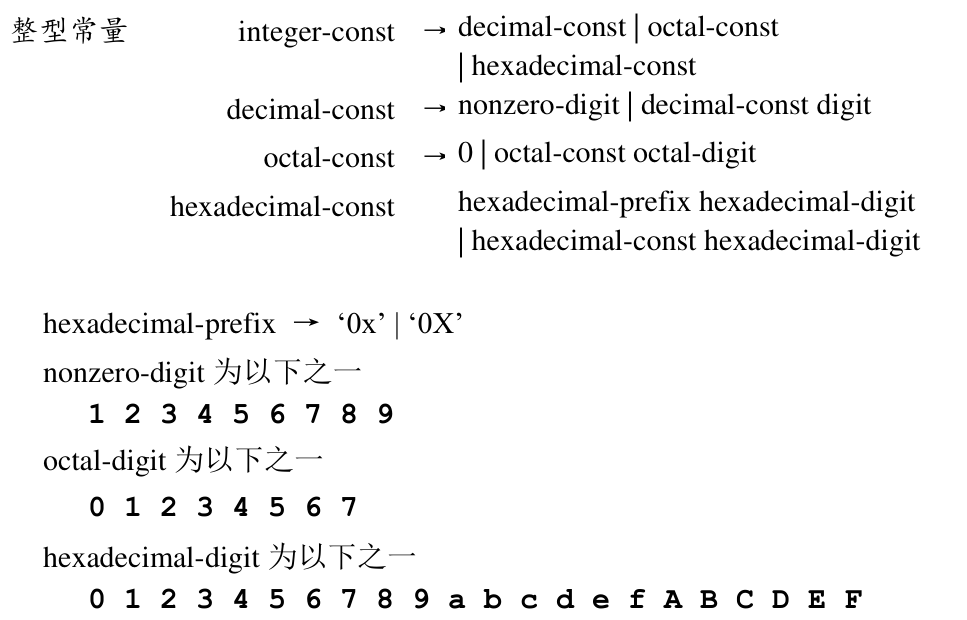 整型常量 integer-const → decimal-const | octal-const
| hexadecimal-const
decimal-const → nonzero-digit | decimal-const digit
octal-const → 0 | octal-const octal-digit
hexadecimal-const hexadecimal-prefix hexadecimal-digit
| hexadecimal-const hexadecimal-digit
hexadecimal-prefix → ‘0x’ | ‘0X’
nonzero-digit 为以下之一
1 2 3 4 5 6 7 8 9
octal-digit 为以下之一
0 1 2 3 4 5 6 7
hexadecimal-digit 为以下之一
0 1 2 3 4 5 6 7 8 9 a b c d e f A B C D E F